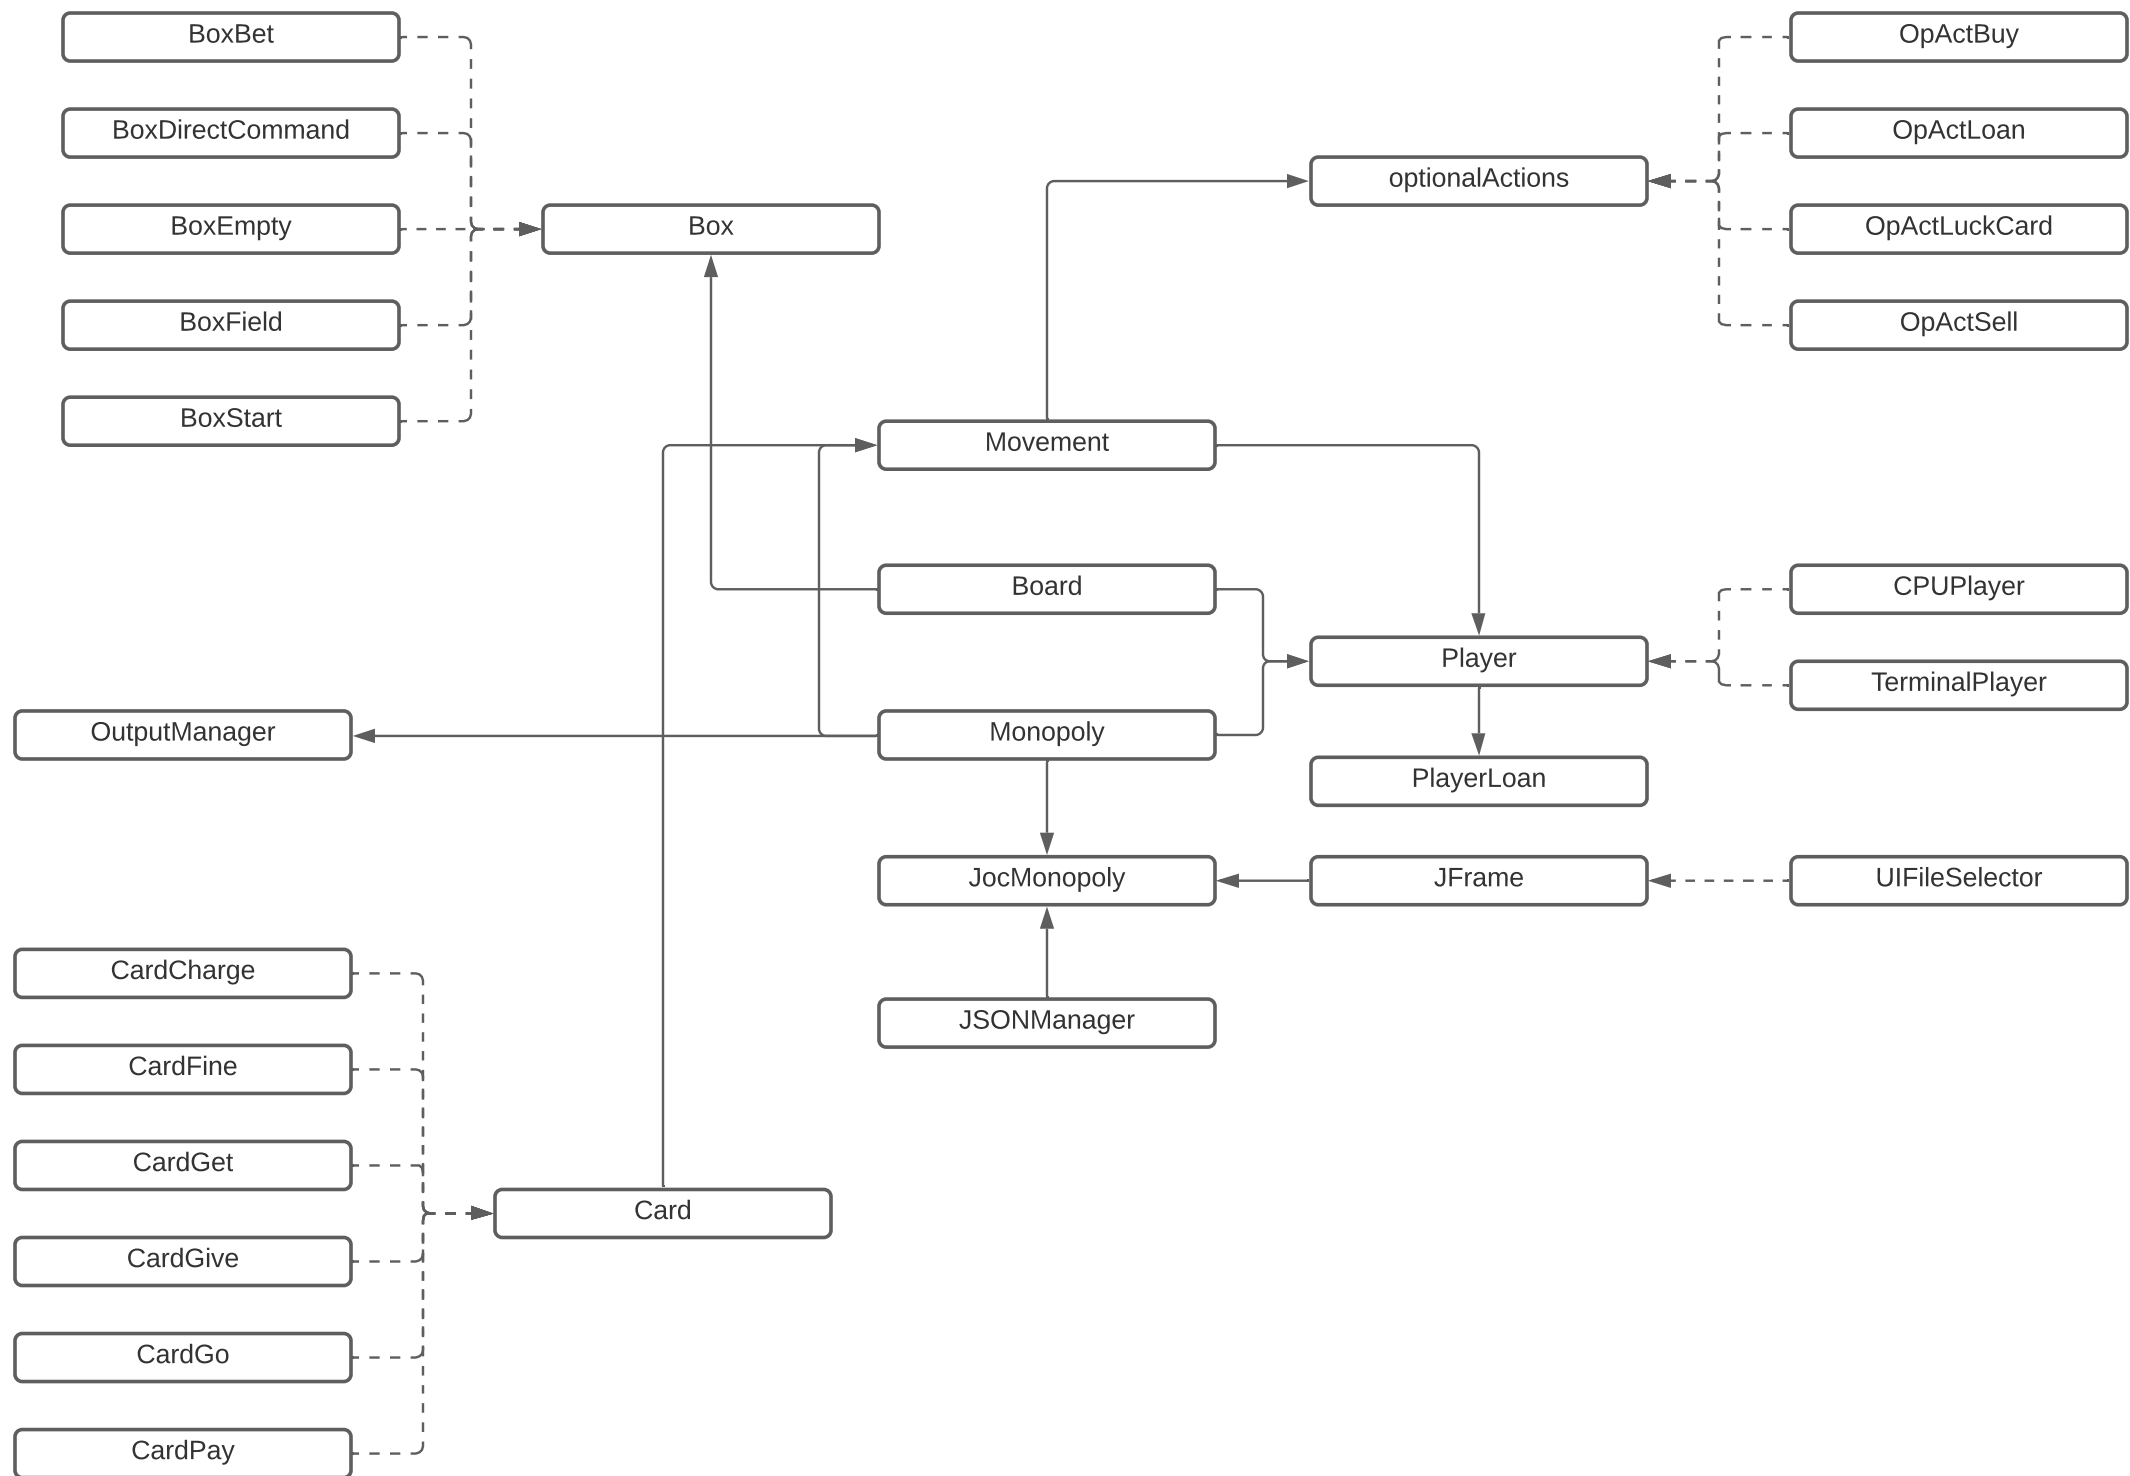 BoxBet
OpActBuy
BoxDirectCommand
OpActLoan
optionalActions
BoxEmpty
Box
OpActLuckCard
BoxField
OpActSell
BoxStart
Movement
Board
CPUPlayer
Player
TerminalPlayer
OutputManager
Monopoly
PlayerLoan
JocMonopoly
JFrame
UIFileSelector
CardCharge
JSONManager
CardFine
CardGet
Card
CardGive
CardGo
CardPay